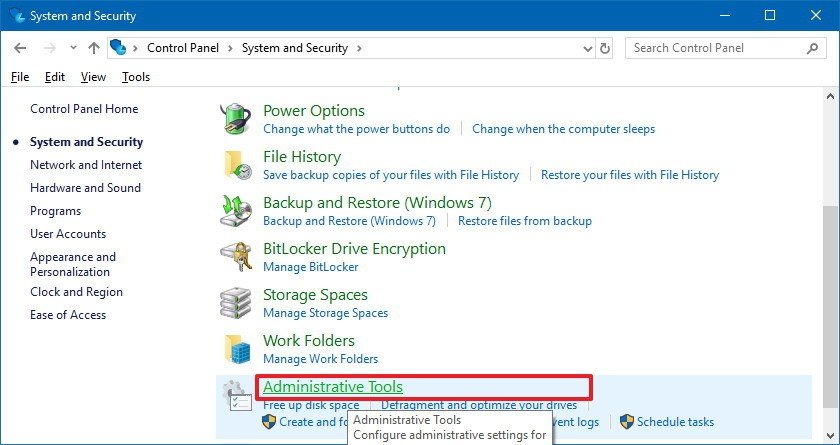 System and Security
Control Panel > System and Security >
Search Control Panel
File Edit View Tools
Control Panel Home
System and Security
Network and Internet
Hardware and Sound
Programs
User Accounts
Appearance and
Personalization
Clock and Region
Ease of Access
Power Options
Change what the power buttons do | Change when the computer sleeps
File History
Save backup copies of your files with File History | Restore your files with File History
Backup and Restore (Windows 7)
Backup and Restore (Windows 7) | Restore files from backup
BitLocker Drive Encryption
Manage BitLocker
Storage Spaces
Manage Storage Spaces
Work Folders
Manage Work Folders
Administrative Tools
Free up disk space | Defragment and optimize your drives
Create and fo
vent logs | Schedule tasks
Administrative Tools
Configure administrative settings for